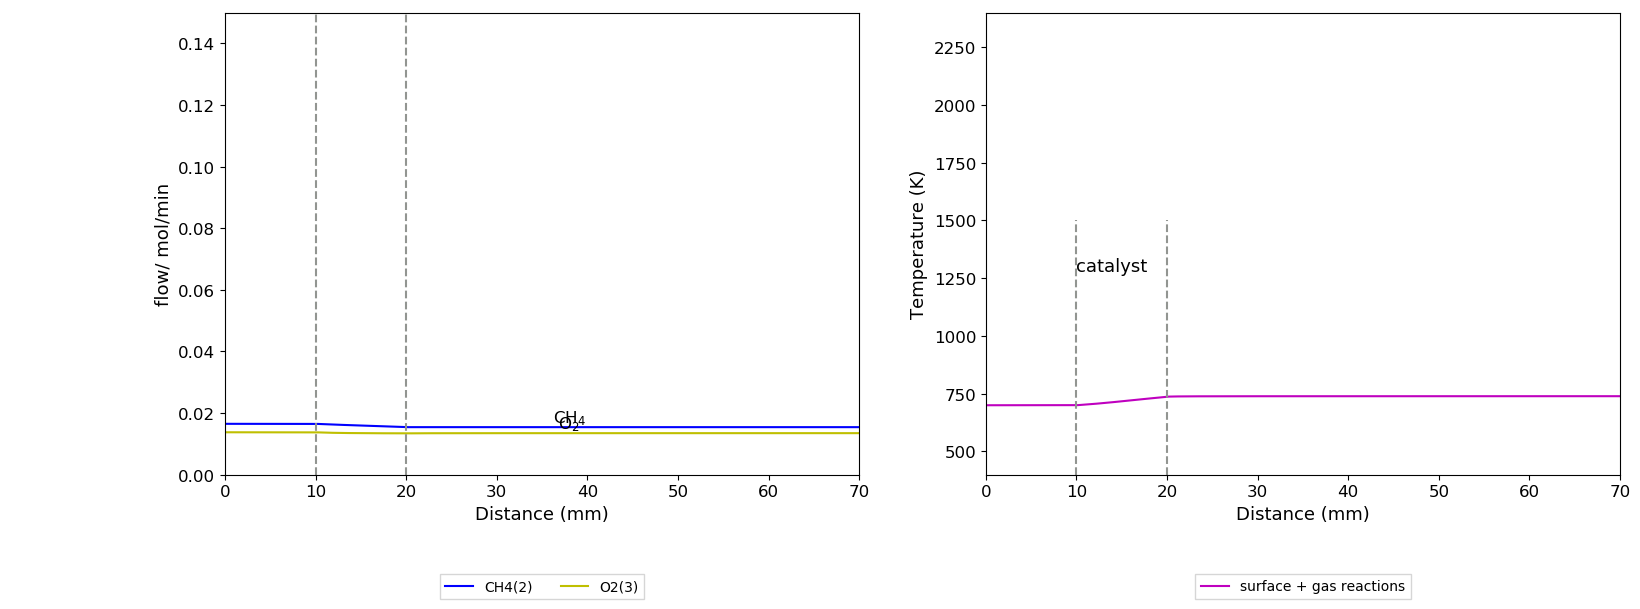 0.14
0.12
0.10
0.08
0.06
0.04
0.02
0.00
flow/ mol/min
CH₄
O₂
0 10 20 30 40 50 60 70
Distance (mm)
CH4(2) O2(3)
2250
2000
1750
1500
1250
1000
750
500
Temperature (K)
catalyst
0 10 20 30 40 50 60 70
Distance (mm)
surface + gas reactions